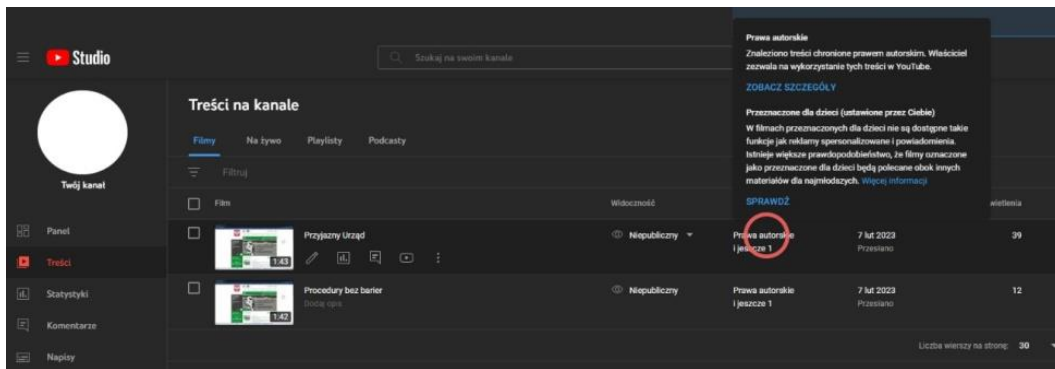 Studio
Szukaj na swoim kanale
Prawa autorskie
Znaleziono treści chronione prawem autorskim. Właściciel
zezwala na wykorzystanie tych treści w YouTube.
ZOBACZ SZCZEGÓŁY
Przeznaczone dla dzieci (ustawione przez Ciebie)
W filmach przeznaczonych dla dzieci nie są dostępne takie
funkcje jak reklamy spersonalizowane i powiadomienia.
Istnieje większe prawdopodobieństwo, że filmy oznaczone
jako przeznaczone dla dzieci będą polecane obok innych
materiałów dla najmłodszych. Więcej informacji
SPRAWDŹ
Twój kanał
Panel
Treści
Statystyki
Komentarze
Napisy
Treści na kanale
Filmy Na żywo Playlisty Podcasty
Filtruj
Film Widoczność wietlenia
Przyjazny Urząd Niepubliczny Prawa autorskie 7 lut 2023 39
1:43 i jeszcze 1 Przesłano
Procedury bez barier Niepubliczny Prawa autorskie 7 lut 2023 12
Dodaj opis i jeszcze 1 Przesłano
1:42
Liczba wierszy na stronę: 30